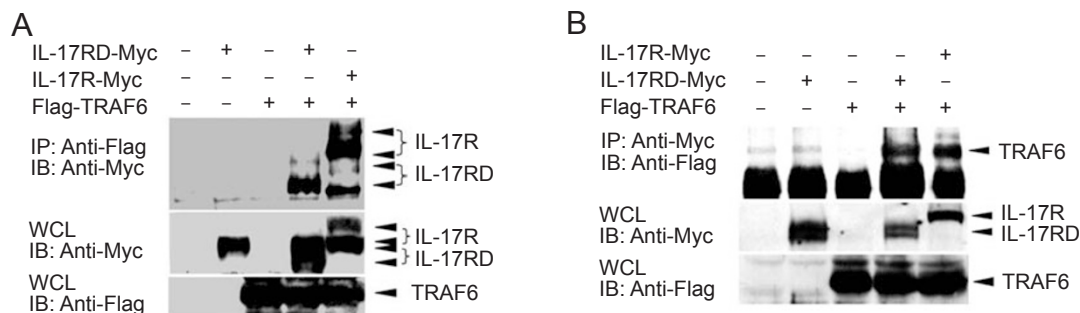 A
IL-17RD-Myc - + - + -
IL-17R-Myc - - - - +
Flag-TRAF6 - - + + +
IP: Anti-Flag
IB: Anti-Myc
IL-17R
IL-17RD
WCL
IB: Anti-Myc
IL-17R
IL-17RD
WCL
IB: Anti-Flag
TRAF6
B
IL-17R-Myc - - - - +
IL-17RD-Myc - + - + -
Flag-TRAF6 - - + + +
IP: Anti-Myc
IB: Anti-Flag
TRAF6
WCL
IB: Anti-Myc
IL-17R
IL-17RD
WCL
IB: Anti-Flag
TRAF6